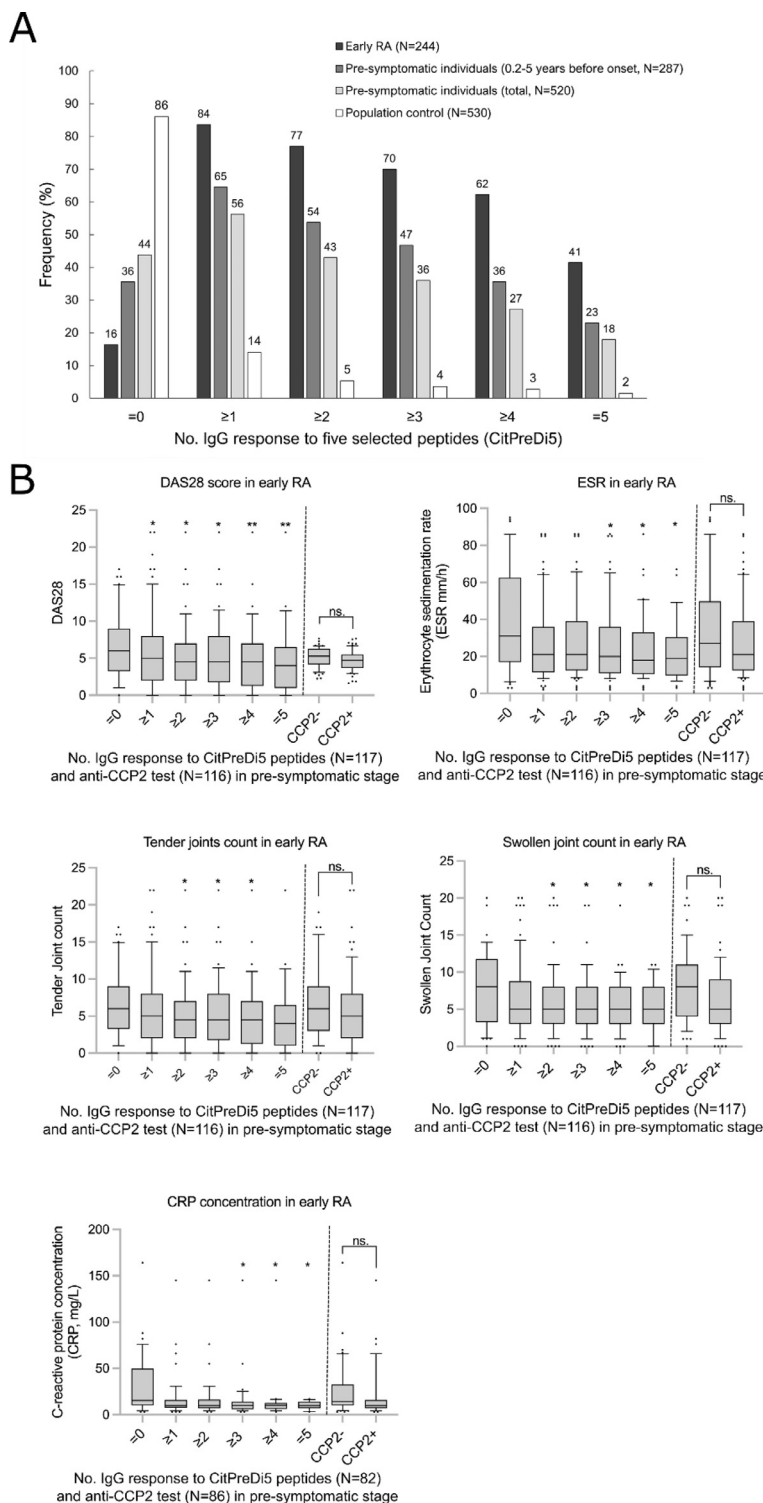 A
Early RA (N=244)
Pre-symptomatic individuals (0.2-5 years before onset, N=287)
Pre-symptomatic individuals (total, N=520)
Population control (N=530)
Frequency (%)
100
90
80
70
60
50
40
30
20
10
0
16 36 44 86
84 65 56 14
77 54 43 5
70 47 36 4
62 36 27 3
41 23 18 2
=0 ≥1 ≥2 ≥3 ≥4 =5
No. IgG response to five selected peptides (CitPreDi5)
B
DAS28 score in early RA
DAS28
25
20
15
10
5
0
* * * ** **
ns.
=0 ≥1 ≥2 ≥3 ≥4 =5 CCP2- CCP2+
No. IgG response to CitPreDi5 peptides (N=117)
and anti-CCP2 test (N=116) in pre-symptomatic stage
ESR in early RA
Erythrocyte sedimentation rate
(ESR mm/h)
100
80
60
40
20
0
* * *
ns.
=0 ≥1 ≥2 ≥3 ≥4 =5 CCP2- CCP2+
No. IgG response to CitPreDi5 peptides (N=117)
and anti-CCP2 test (N=116) in pre-symptomatic stage
Tender joints count in early RA
Tender Joint count
25
20
15
10
5
0
* * *
ns.
=0 ≥1 ≥2 ≥3 ≥4 =5 CCP2- CCP2+
No. IgG response to CitPreDi5 peptides (N=117)
and anti-CCP2 test (N=116) in pre-symptomatic stage
Swollen joint count in early RA
Swollen Joint Count
25
20
15
10
5
0
* * * *
ns.
=0 ≥1 ≥2 ≥3 ≥4 =5 CCP2- CCP2+
No. IgG response to CitPreDi5 peptides (N=117)
and anti-CCP2 test (N=116) in pre-symptomatic stage
CRP concentration in early RA
C-reactive protein concentration
(CRP, mg/L)
200
150
100
50
0
* * *
ns.
=0 ≥1 ≥2 ≥3 ≥4 =5 CCP2- CCP2+
No. IgG response to CitPreDi5 peptides (N=82)
and anti-CCP2 test (N=86) in pre-symptomatic stage